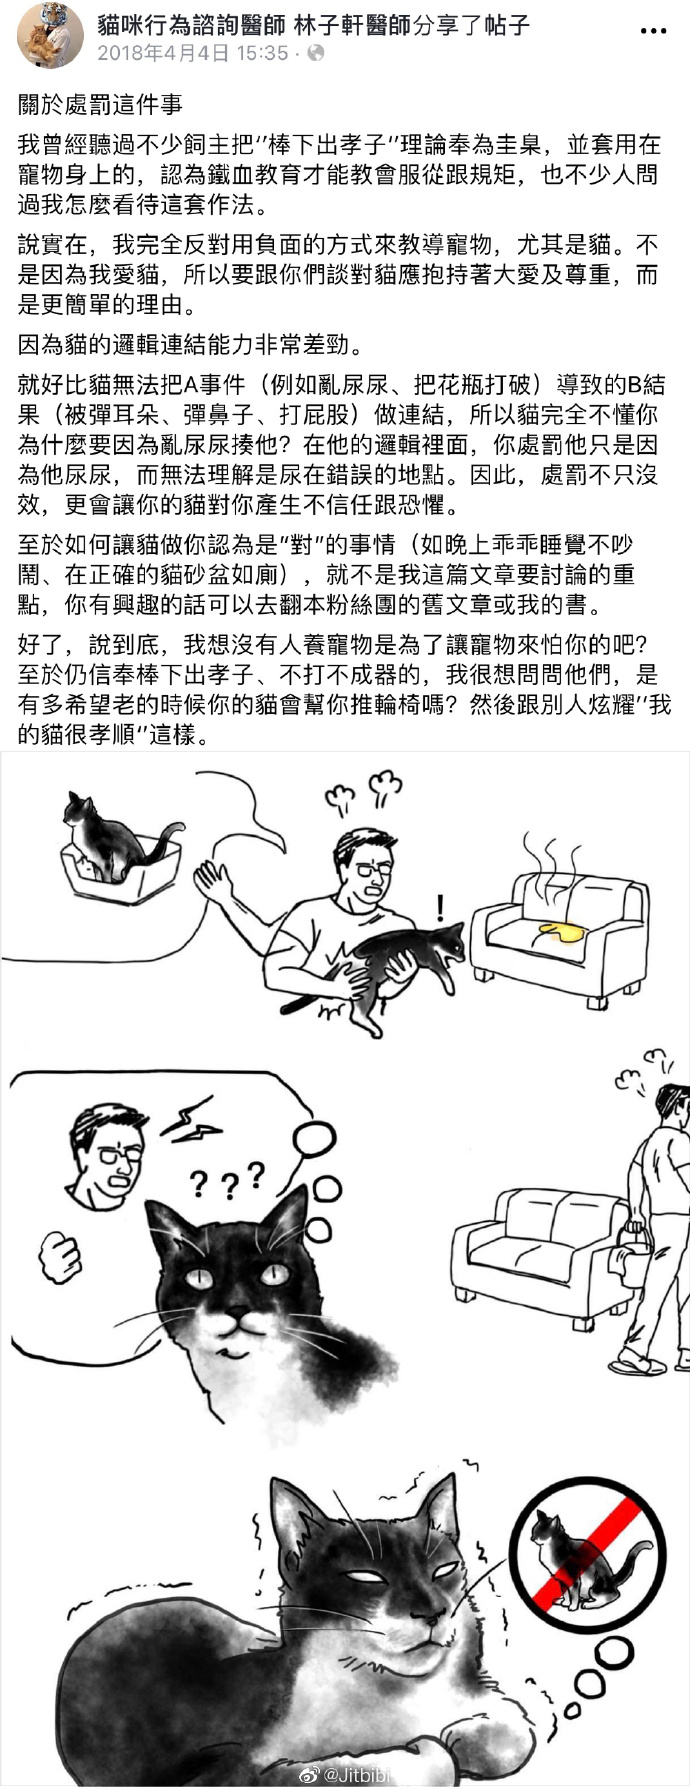 貓咪行為諮詢醫師 林子軒醫師分享了帖子
2018年4月4日 15:35 ·
關於處罰這件事
我曾經聽過不少飼主把‘’棒下出孝子‘’理論奉為圭臬，並套用在
寵物身上的，認為鐵血教育才能教會服從跟規矩，也不少人問
過我怎麼看待這套作法。
說實在，我完全反對用負面的方式來教導寵物，尤其是貓。不
是因為我愛貓，所以要跟你們談對貓應抱持著大愛及尊重，而
是更簡單的理由。
因為貓的邏輯連結能力非常差勁。
就好比貓無法把A事件（例如亂尿尿、把花瓶打破）導致的B結
果（被彈耳朵、彈鼻子、打屁股）做連結，所以貓完全不懂你
為什麼要因為亂尿尿揍他？在他的邏輯裡面，你處罰他只是因
為他尿尿，而無法理解是尿在錯誤的地點。因此，處罰不只沒
效，更會讓你的貓對你產生不信任跟恐懼。
至於如何讓貓做你認為是“對”的事情（如晚上乖乖睡覺不吵
鬧、在正確的貓砂盆如廁），就不是我這篇文章要討論的重
點，你有興趣的話可以去翻本粉絲團的舊文章或我的書。
好了，說到底，我想沒有人養寵物是為了讓寵物來怕你的吧？
至於仍信奉棒下出孝子、不打不成器的，我很想問問他們，是
有多希望老的時候你的貓會幫你推輪椅嗎？然後跟別人炫耀‘’我
的貓很孝順‘’這樣。
!
? ? ?
@Jitbibi